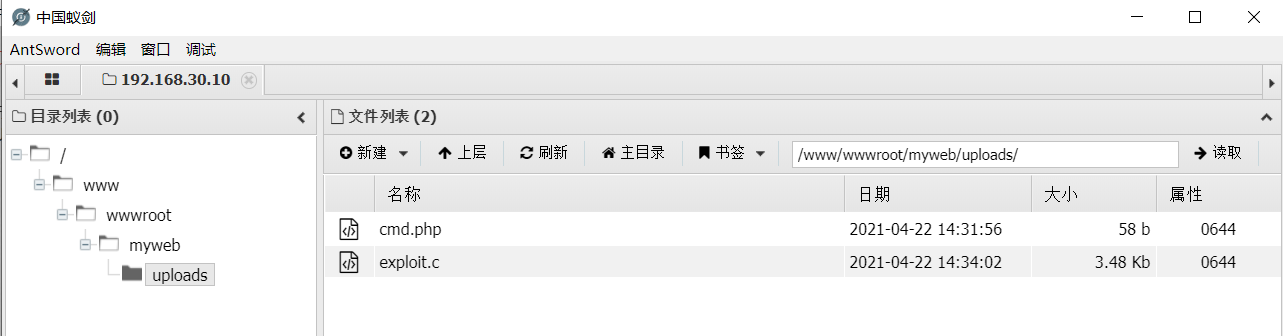 中国蚁剑
AntSword 编辑 窗口 调试
192.168.30.10
目录列表 (0)
文件列表 (2)
新建 上层 刷新 主目录 书签 /www/wwwroot/myweb/uploads/ 读取
/
www
wwwroot
myweb
uploads
名称 日期 大小 属性
cmd.php 2021-04-22 14:31:56 58 b 0644
exploit.c 2021-04-22 14:34:02 3.48 Kb 0644